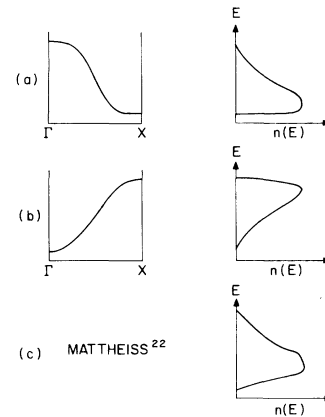 E
(a)
Γ X n(E)
E
(b)
Γ X n(E)
E
(c) MATTHEISS 22
n(E)